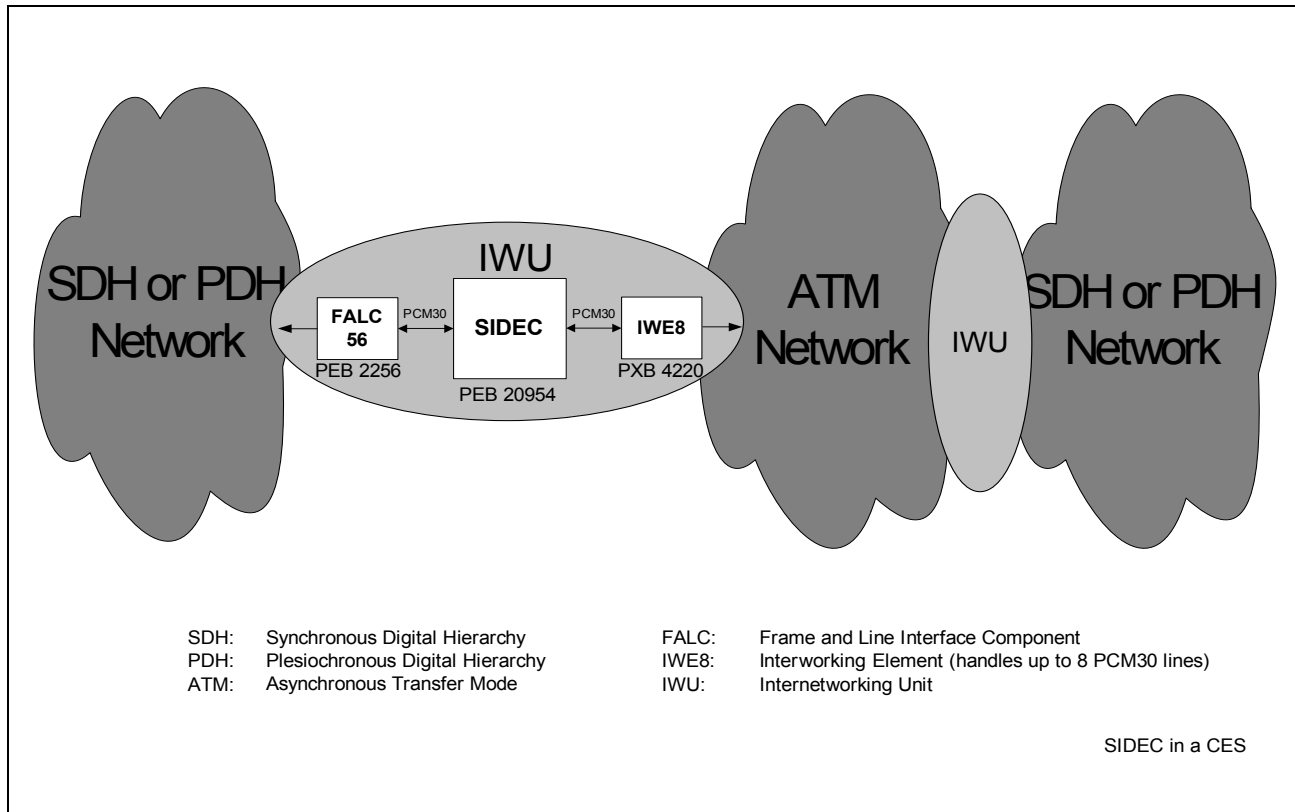 SDH or PDH
Network
IWU
FALC
56
PCM30
SIDEC
PCM30
IWE8
PEB 2256
PEB 20954
PXB 4220
ATM
Network
IWU
SDH or PDH
Network
SDH: Synchronous Digital Hierarchy
PDH: Plesiochronous Digital Hierarchy
ATM: Asynchronous Transfer Mode
FALC: Frame and Line Interface Component
IWE8: Interworking Element (handles up to 8 PCM30 lines)
IWU: Internetworking Unit
SIDEC in a CES